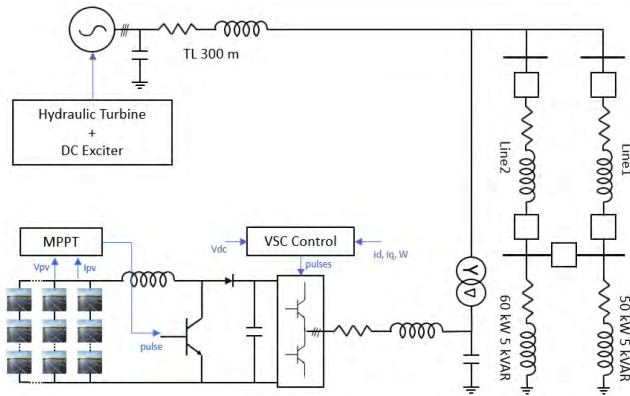 TL 300 m
Hydraulic Turbine
+
DC Exciter
Line2
Line1
MPPT
Vpv
Ipv
Vdc
VSC Control
id, iq, W
pulses
pulse
60 kW 5 kVAR
50 kW 5 kVAR